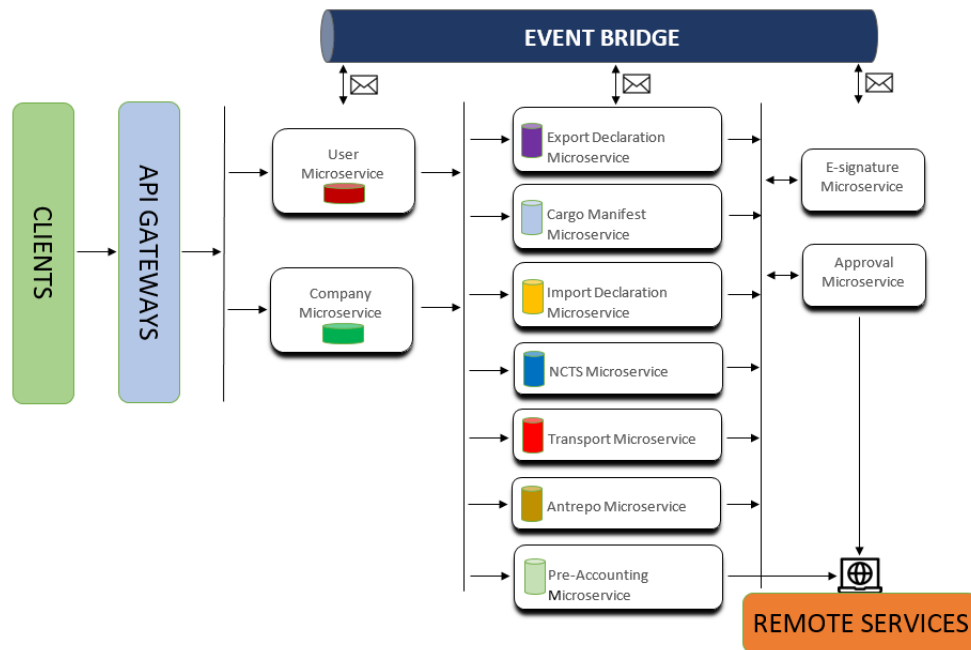 EVENT BRIDGE
CLIENTS
API GATEWAYS
User
Microservice
Company
Microservice
Export Declaration
Microservice
Cargo Manifest
Microservice
Import Declaration
Microservice
NCTS Microservice
Transport Microservice
Antrepo Microservice
Pre-Accounting
Microservice
E-signature
Microservice
Approval
Microservice
REMOTE SERVICES